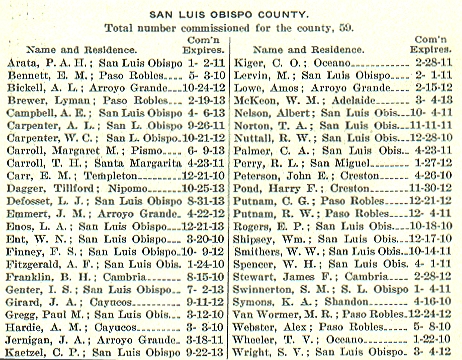 SAN LUIS OBISPO COUNTY.
Total number commissioned for the county, 59.
Name and Residence. Com'n Expires.
Arata, P. A. H.; San Luis Obispo 1- 2-11
Bennett, E. M.; Paso Robles 5- 3-10
Bickell, A. L.; Arroyo Grande 10-24-12
Brewer, Lyman; Paso Robles 2-19-13
Campbell, A. E.; San Luis Obispo 4- 6-13
Carpenter, A. L.; San L. Obispo 9-26-11
Carpenter, W. C.; San L. Obispo 9-21-12
Carroll, Margaret M.; Pismo 6- 9-13
Carroll, T. H.; Santa Margarita 4-23-11
Carr, E. M.; Templeton 12-21-10
Dagger, Tillford; Nipomo 10-25-13
Defosset, L. J.; San Luis Obispo 8-31-13
Emmert, J. M.; Arroyo Grande 4-22-12
Enos, L. A.; San Luis Obispo 12-21-13
Ent, W. N.; San Luis Obispo 3-20-10
Finney, F. S.; San Luis Obispo 10- 9-12
Fitzgerald, A. F.; San Luis Obis. 1-24-10
Franklin, B. H.; Cambria 8-15-10
Genter, I. S.; San Luis Obispo 7- 2-13
Girard, J. A.; Cayucos 9-11-12
Gregg, Paul M.; San Luis Obis. 3-12-10
Hardie, A. M.; Cayucos 3- 3-10
Jernigan, J. A.; Arroyo Grande 3-18-11
Kaetzel, C. P.; San Luis Obispo 9-22-13
Name and Residence. Com'n Expires.
Kiger, C. O.; Oceano 2-28-11
Lervin, M.; San Luis Obispo 2- 1-11
Lowe, Amos; Arroyo Grande 2-15-12
McKeon, W. M.; Adelaide 3- 4-13
Nelson, Albert; San Luis Obis. 10- 4-11
Norton, T. A.; San Luis Obis. 11-11-11
Nuttall, R. W.; San Luis Obis. 12-28-10
Palmer, C. A.; San Luis Obis. 4-23-11
Perry, R. L.; San Miguel 1-27-12
Peterson, John E.; Creston 4-26-10
Pond, Harry F.; Creston 11-30-12
Putnam, C. G.; Paso Robles 12-21-12
Putnam, R. W.; Paso Robles 12- 4-11
Rogers, E. P.; San Luis Obis. 10-18-10
Shipsey, Wm.; San Luis Obis. 12-17-10
Smithers, W. W.; San Luis Obis. 10-14-11
Spencer, W. H.; San Luis Obis. 4- 1-11
Stewart, James F.; Cambria 2-28-12
Swinnerton, S. M.; S. L. Obispo 1- 4-11
Symons, K. A.; Shandon 4-16-10
Van Wormer, M. R.; Paso Robles. 12-24-12
Webster, Alex; Paso Robles 5- 8-10
Wheeler, T. V.; Oceano 1-22-10
Wright, S. V.; San Luis Obispo 3- 4-12